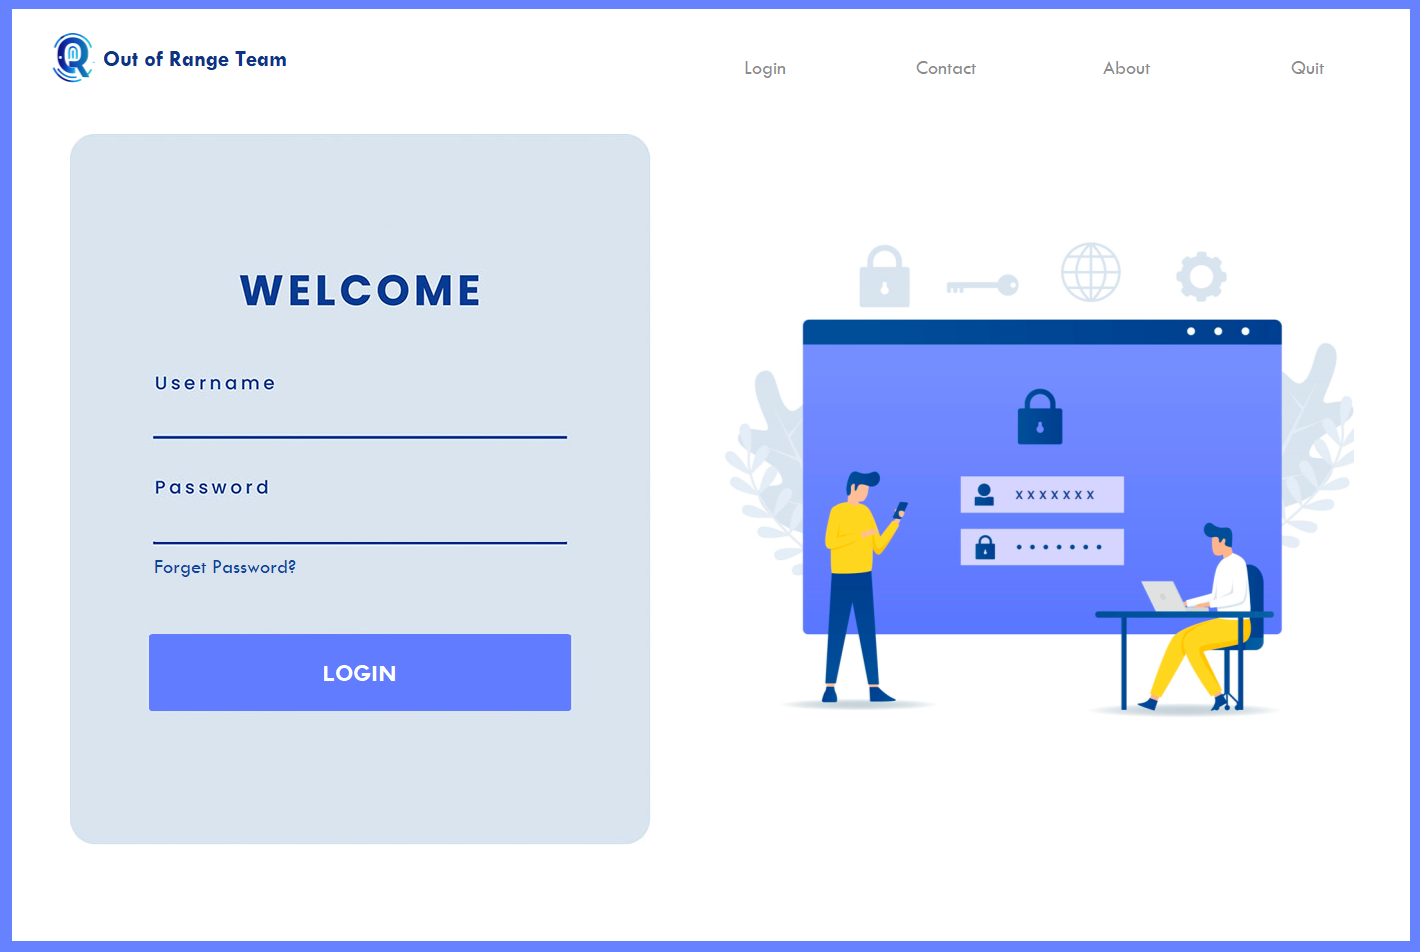 Out of Range Team
Login
Contact
About
Quit
WELCOME
Username
Password
Forget Password?
LOGIN
XXXXXXX